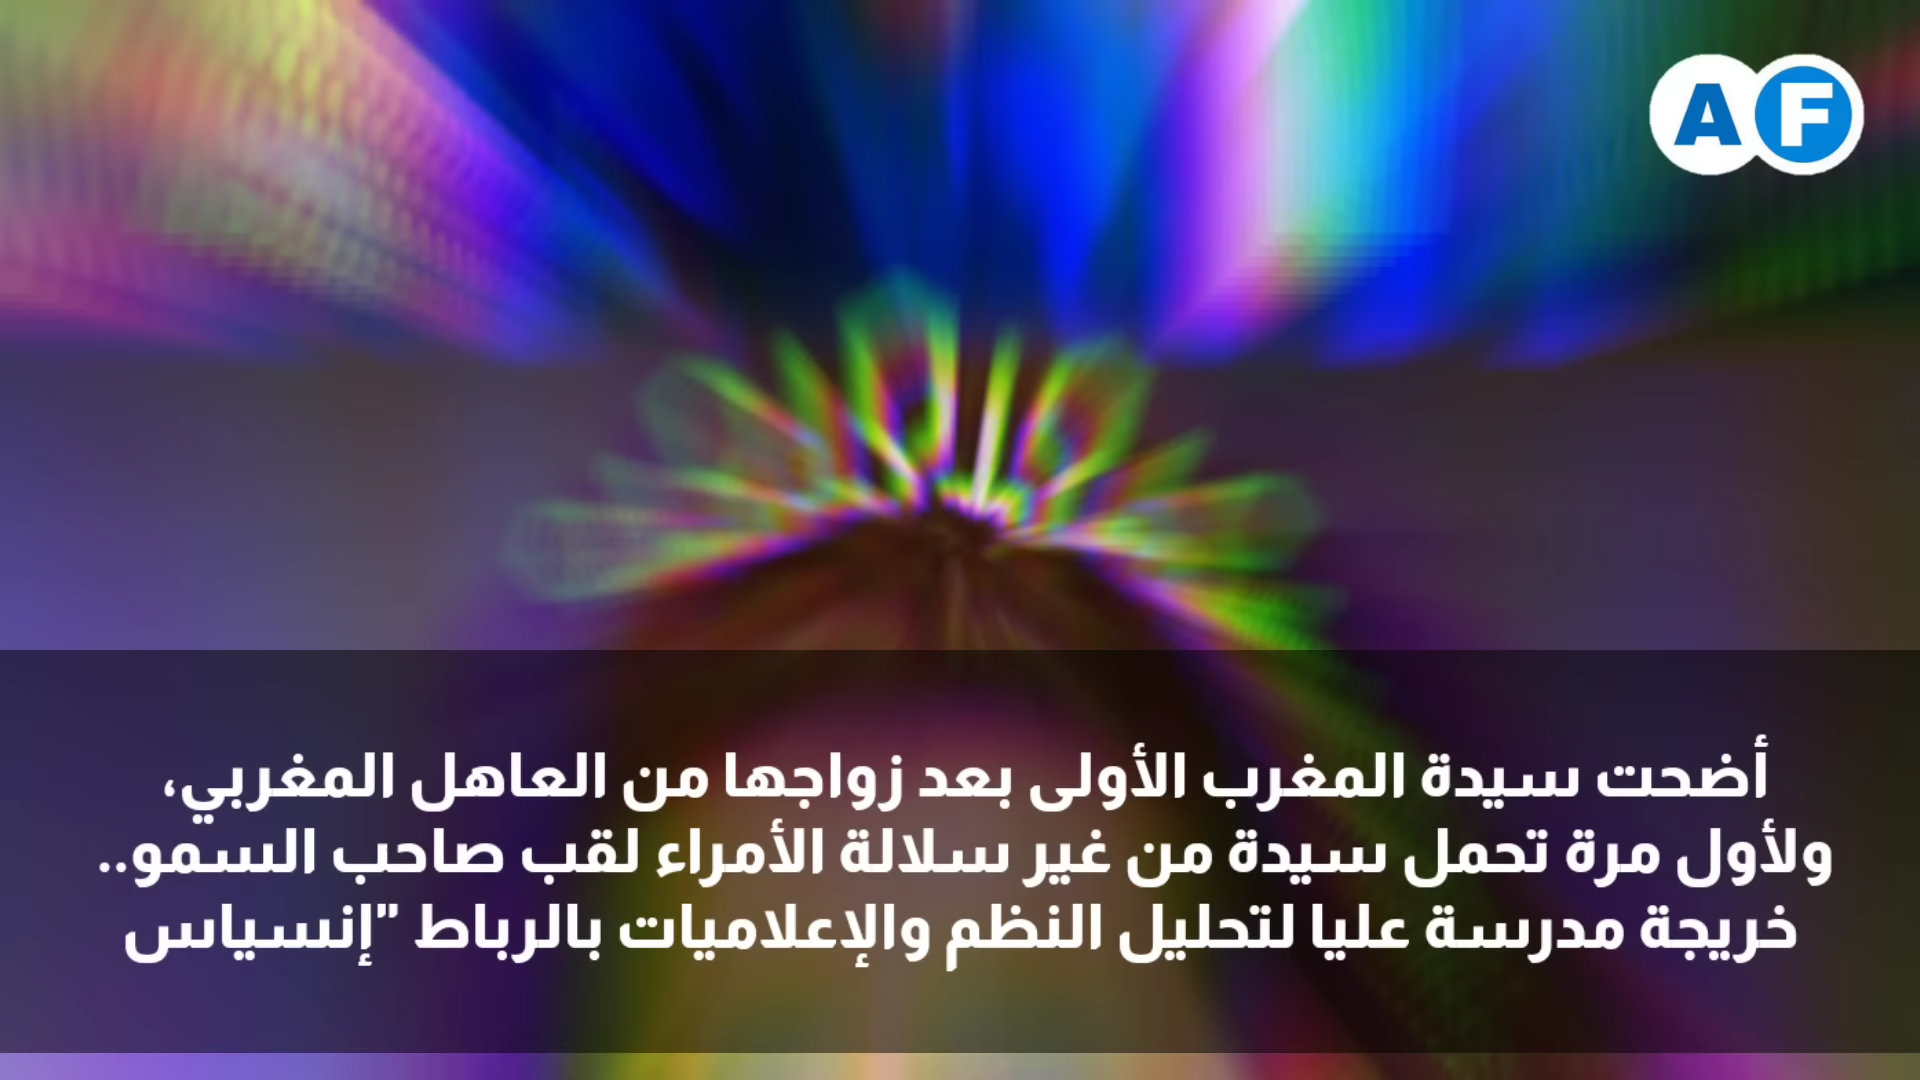 AF
أضحت سيدة المغرب الأولى بعد زواجها من العاهل المغربي،
ولأول مرة تحمل سيدة من غير سلالة الأمراء لقب صاحب السمو..
خريجة مدرسة عليا لتحليل النظم والإعلاميات بالرباط "إنسياس